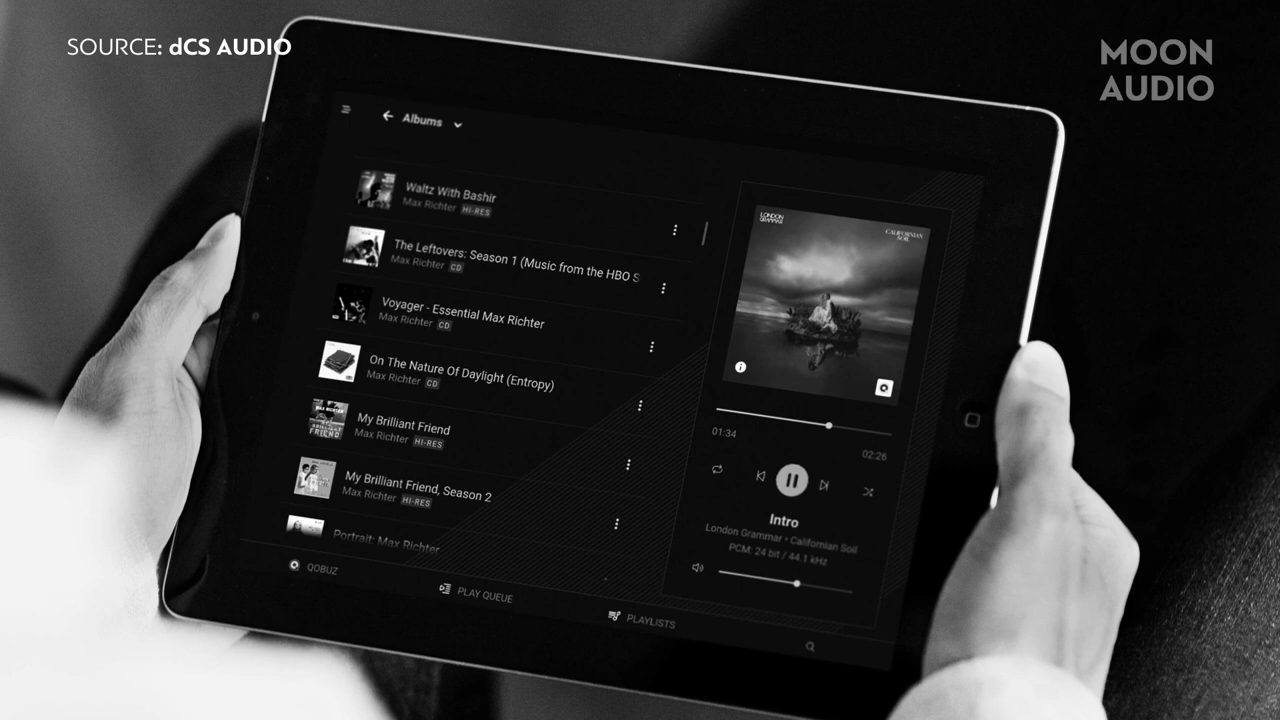 SOURCE: dCS AUDIO
MOON
AUDIO
Albums
Waltz With Bashir
Max Richter HI-RES
The Leftovers: Season 1 (Music from the HBO S
Max Richter CD
Voyager - Essential Max Richter
Max Richter CD
On The Nature Of Daylight (Entropy)
Max Richter CD
My Brilliant Friend
Max Richter HI-RES
My Brilliant Friend, Season 2
Max Richter HI-RES
Portrait: Max Richter
LONDON
GRAMMAR
CALIFORNIAN
SOIL
01:34
02:26
Intro
London Grammar • Californian Soil
PCM: 24 bit / 44.1 kHz
QOBUZ
PLAY QUEUE
PLAYLISTS